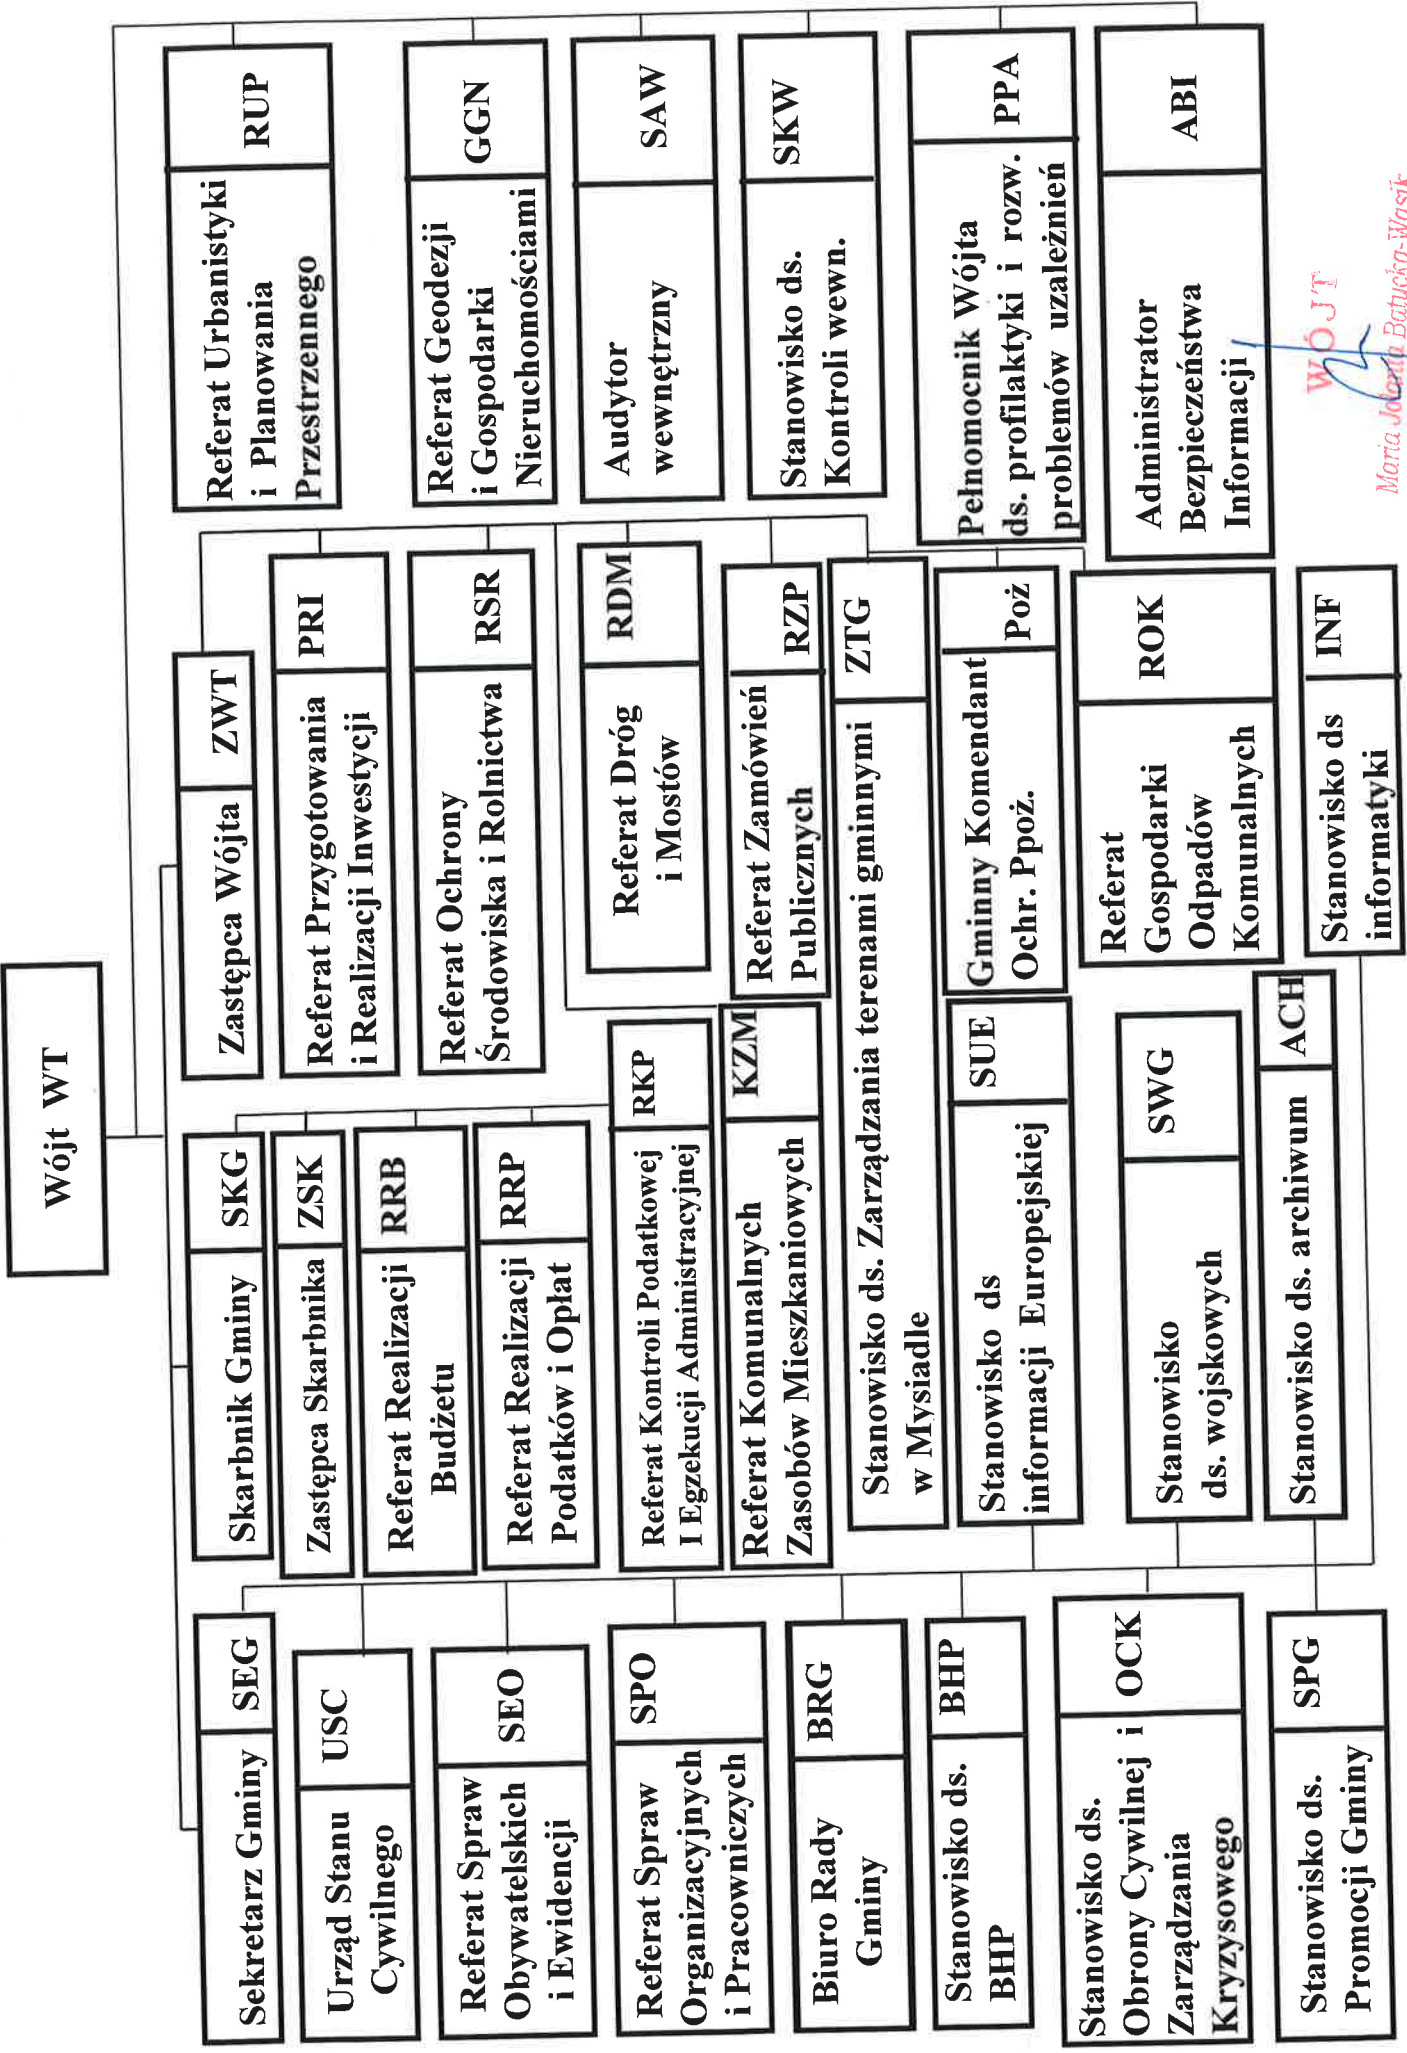 Wójt WT
Sekretarz Gminy
SEG
Urząd Stanu
Cywilnego
USC
Referat Spraw
Obywatelskich
i Ewidencji
SEO
Referat Spraw
Organizacyjnych
i Pracowniczych
SPO
Biuro Rady
Gminy
BRG
Stanowisko ds.
BHP
BHP
Stanowisko ds.
Obrony Cywilnej i
Zarządzania
Kryzysowego
OCK
Stanowisko ds.
Promocji Gminy
SPG
Skarbnik Gminy
SKG
Zastępca Skarbnika
ZSK
Referat Realizacji
Budżetu
RRB
Referat Realizacji
Podatków i Opłat
RRP
Referat Kontroli Podatkowej
I Egzekucji Administracyjnej
RKP
Referat Komunalnych
Zasobów Mieszkaniowych
KZM
Stanowisko ds. Zarządzania terenami gminnymi
w Mysiadle
ZTG
Stanowisko ds
informacji Europejskiej
SUE
Stanowisko
ds. wojskowych
SWG
Stanowisko ds. archiwum
ACH
Zastępca Wójta
ZWT
Referat Przygotowania
i Realizacji Inwestycji
PRI
Referat Ochrony
Środowiska i Rolnictwa
RSR
Referat Dróg
i Mostów
RDM
Referat Zamówień
Publicznych
RZP
Gminny Komendant
Ochr. Ppoż.
Poż
Referat
Gospodarki
Odpadów
Komunalnych
ROK
Stanowisko ds
informatyki
INF
Referat Urbanistyki
i Planowania
Przestrzennego
RUP
Referat Geodezji
i Gospodarki
Nieruchomościami
GGN
Audytor
wewnętrzny
SAW
Stanowisko ds.
Kontroli wewn.
SKW
Pełnomocnik Wójta
ds. profilaktyki i rozw.
problemów uzależnień
PPA
Administrator
Bezpieczeństwa
Informacji
ABI
WÓJT
Maria Jolanta Batycka-Wąsik